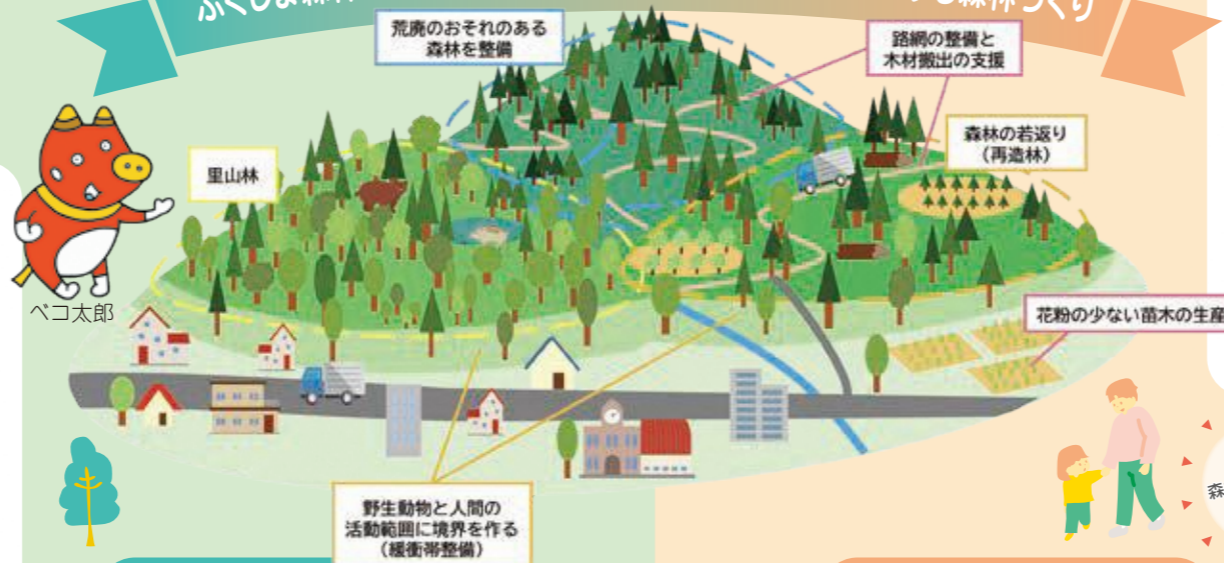 荒廃のおそれのある
森林を整備
路網の整備と
木材搬出の支援
森林の若返り
(再造林)
里山林
ベコ太郎
花粉の少ない苗木の生産
野生動物と人間の
活動範囲に境界を作る
(緩衝帯整備)
森